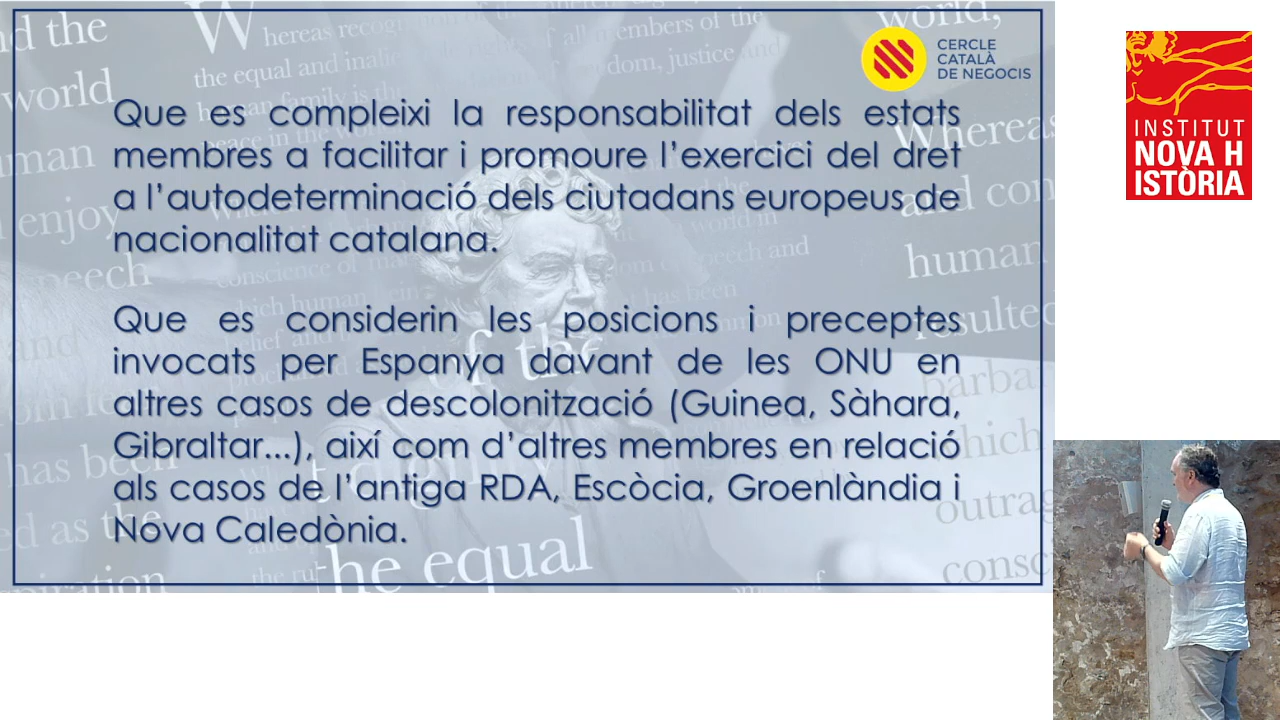 CERCLE
CATALÀ
DE NEGOCIS
Que es compleixi la responsabilitat dels estats
membres a facilitar i promoure l’exercici del dret
a l’autodeterminació dels ciutadans europeus de
nacionalitat catalana.
Que es considerin les posicions i preceptes
invocats per Espanya davant de les ONU en
altres casos de descolonització (Guinea, Sàhara,
Gibraltar...), així com d’altres membres en relació
als casos de l’antiga RDA, Escòcia, Groenlàndia i
Nova Caledònia.
the equal
INSTITUT
NOVA H
ISTÒRIA